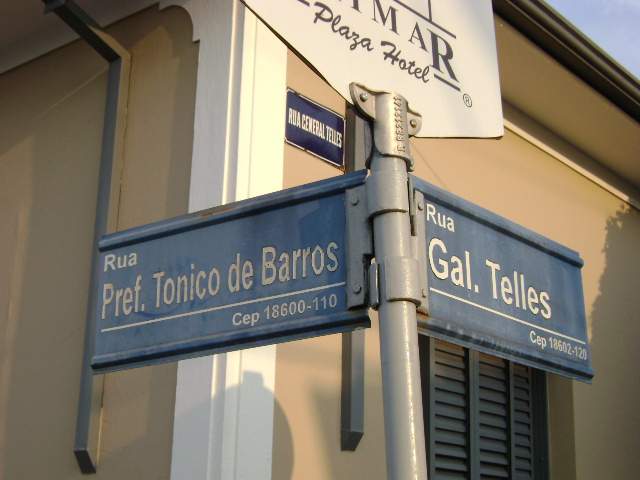 Plaza Hotel
®
RUA GENERAL TELLES
Rua
Pref. Tonico de Barros
Cep 18600-110
Rua
Gal. Telles
Cep 18602-120